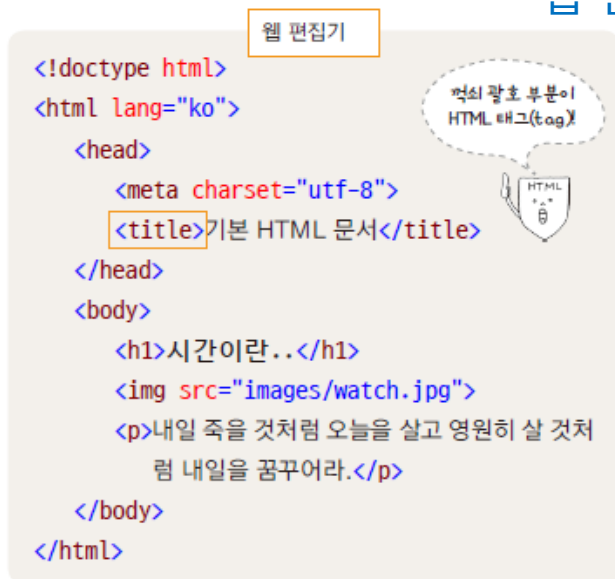 웹 편집기
<!doctype html>
<html lang="ko">
<head>
<meta charset="utf-8">
<title>기본 HTML 문서</title>
</head>
<body>
<h1>시간이란..</h1>
<img src="images/watch.jpg">
<p>내일 죽을 것처럼 오늘을 살고 영원히 살 것처
럼 내일을 꿈꾸어라.</p>
</body>
</html>
꺽쇠 괄호 부분이
HTML 태그(tag)!
HTML